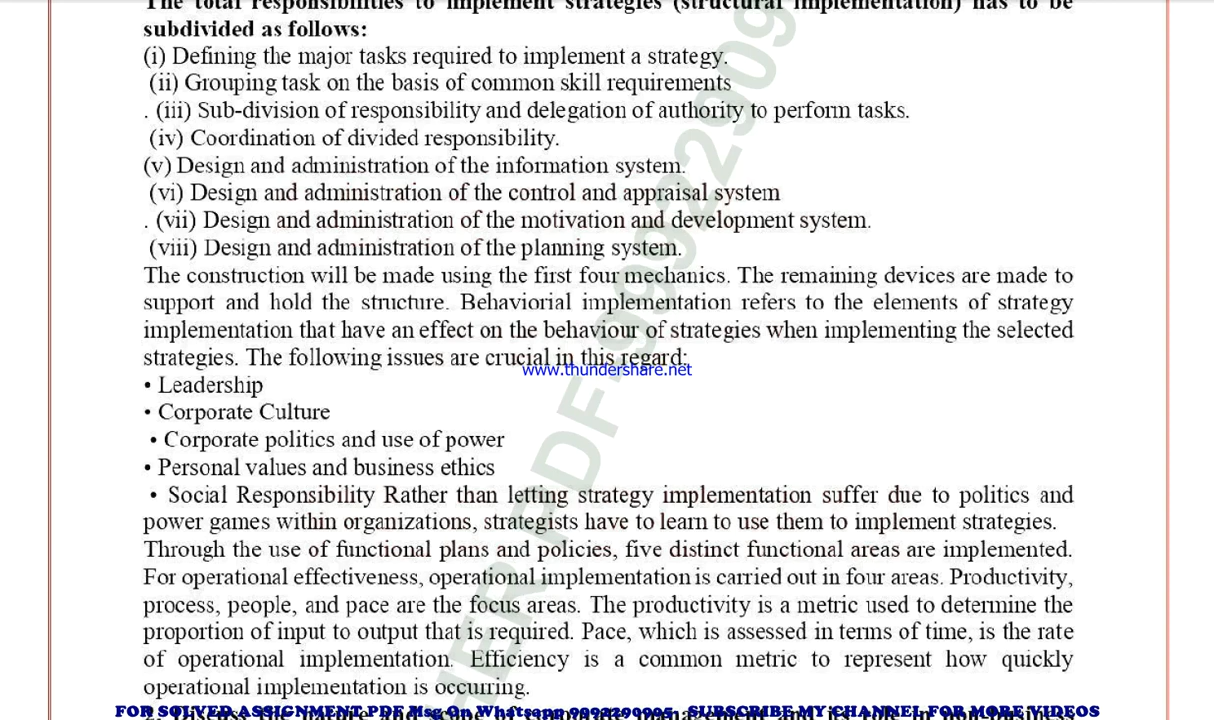 The total responsibilities to implement strategies (structural implementation) has to be
subdivided as follows:
(i) Defining the major tasks required to implement a strategy.
(ii) Grouping task on the basis of common skill requirements
. (iii) Sub-division of responsibility and delegation of authority to perform tasks.
(iv) Coordination of divided responsibility.
(v) Design and administration of the information system.
(vi) Design and administration of the control and appraisal system
. (vii) Design and administration of the motivation and development system.
(viii) Design and administration of the planning system.
The construction will be made using the first four mechanics. The remaining devices are made to
support and hold the structure. Behaviorial implementation refers to the elements of strategy
implementation that have an effect on the behaviour of strategies when implementing the selected
strategies. The following issues are crucial in this regard:
www.thundershare.net
• Leadership
• Corporate Culture
• Corporate politics and use of power
• Personal values and business ethics
• Social Responsibility Rather than letting strategy implementation suffer due to politics and
power games within organizations, strategists have to learn to use them to implement strategies.
Through the use of functional plans and policies, five distinct functional areas are implemented.
For operational effectiveness, operational implementation is carried out in four areas. Productivity,
process, people, and pace are the focus areas. The productivity is a metric used to determine the
proportion of input to output that is required. Pace, which is assessed in terms of time, is the rate
of operational implementation. Efficiency is a common metric to represent how quickly
operational implementation is occurring.
FOR SOLVED ASSIGNMENT PDF Msg On Whatsapp 9992290905, SUBSCRIBE MY CHANNEL FOR MORE VIDEOS